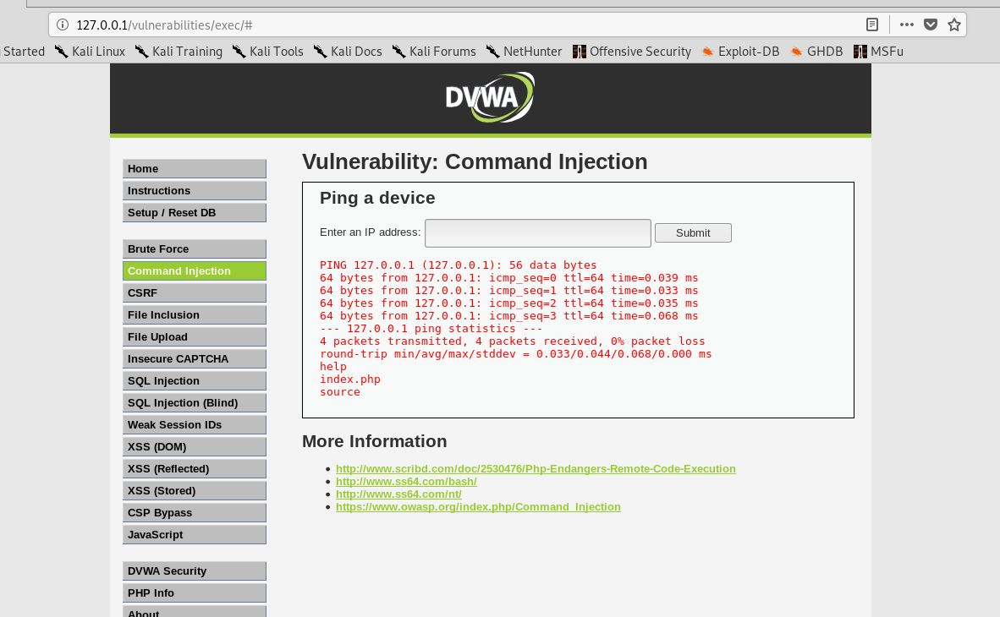 127.0.0.1/vulnerabilities/exec/#
Started Kali Linux Kali Training Kali Tools Kali Docs Kali Forums NetHunter Offensive Security Exploit-DB GHDB MSFu
DVWA
Home
Instructions
Setup / Reset DB
Brute Force
Command Injection
CSRF
File Inclusion
File Upload
Insecure CAPTCHA
SQL Injection
SQL Injection (Blind)
Weak Session IDs
XSS (DOM)
XSS (Reflected)
XSS (Stored)
CSP Bypass
JavaScript
DVWA Security
PHP Info
About
Vulnerability: Command Injection
Ping a device
Enter an IP address: Submit
PING 127.0.0.1 (127.0.0.1): 56 data bytes
64 bytes from 127.0.0.1: icmp_seq=0 ttl=64 time=0.039 ms
64 bytes from 127.0.0.1: icmp_seq=1 ttl=64 time=0.033 ms
64 bytes from 127.0.0.1: icmp_seq=2 ttl=64 time=0.035 ms
64 bytes from 127.0.0.1: icmp_seq=3 ttl=64 time=0.068 ms
--- 127.0.0.1 ping statistics ---
4 packets transmitted, 4 packets received, 0% packet loss
round-trip min/avg/max/stddev = 0.033/0.044/0.068/0.000 ms
help
index.php
source
More Information
http://www.scribd.com/doc/2530476/Php-Endangers-Remote-Code-Execution
http://www.ss64.com/bash/
http://www.ss64.com/nt/
https://www.owasp.org/index.php/Command_Injection